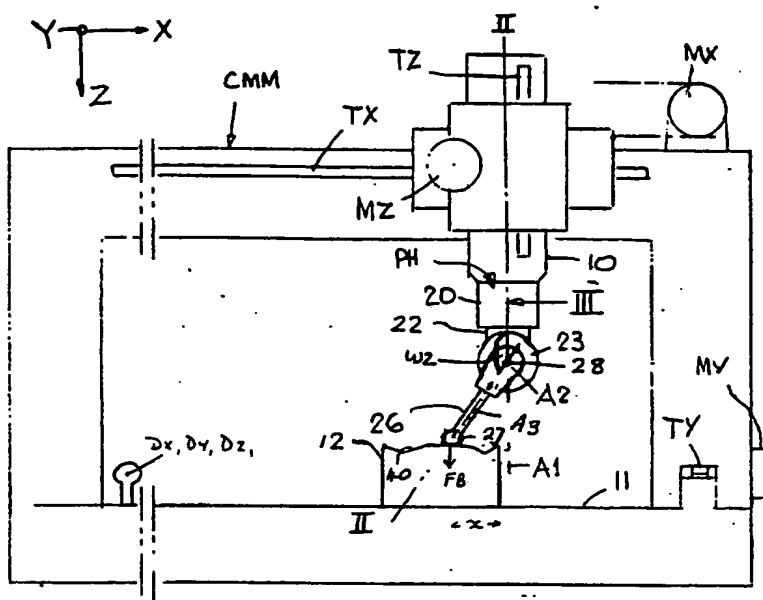 Y X
Z
CMM
TX
TZ
II
MX
MZ
PH
10
20
III
22
23
W2
28
A2
26
A3
27
12
40
FB
A1
Dx, Dy, Dz,
MY
TY
11
II
x